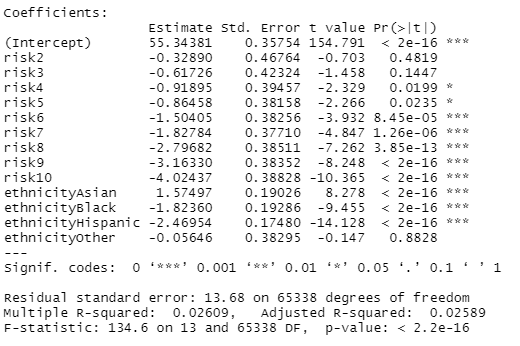 Coefficients:
                  Estimate Std. Error t value Pr(>|t|)
(Intercept)       55.34381    0.35754 154.791  < 2e-16 ***
risk2             -0.32890    0.46764  -0.703   0.4819
risk3             -0.61726    0.42324  -1.458   0.1447
risk4             -0.91895    0.39457  -2.329   0.0199 *
risk5             -0.86458    0.38158  -2.266   0.0235 *
risk6             -1.50405    0.38256  -3.932 8.45e-05 ***
risk7             -1.82784    0.37710  -4.847 1.26e-06 ***
risk8             -2.79682    0.38511  -7.262 3.85e-13 ***
risk9             -3.16330    0.38352  -8.248  < 2e-16 ***
risk10            -4.02437    0.38828 -10.365  < 2e-16 ***
ethnicityAsian     1.57497    0.19026   8.278  < 2e-16 ***
ethnicityBlack    -1.82360    0.19286  -9.455  < 2e-16 ***
ethnicityHispanic -2.46954    0.17480 -14.128  < 2e-16 ***
ethnicityOther    -0.05646    0.38295  -0.147   0.8828
---
Signif. codes:  0 ‘***’ 0.001 ‘**’ 0.01 ‘*’ 0.05 ‘.’ 0.1 ‘ ’ 1
Residual standard error: 13.68 on 65338 degrees of freedom
Multiple R-squared:  0.02609,   Adjusted R-squared:  0.02589
F-statistic: 134.6 on 13 and 65338 DF,  p-value: < 2.2e-16